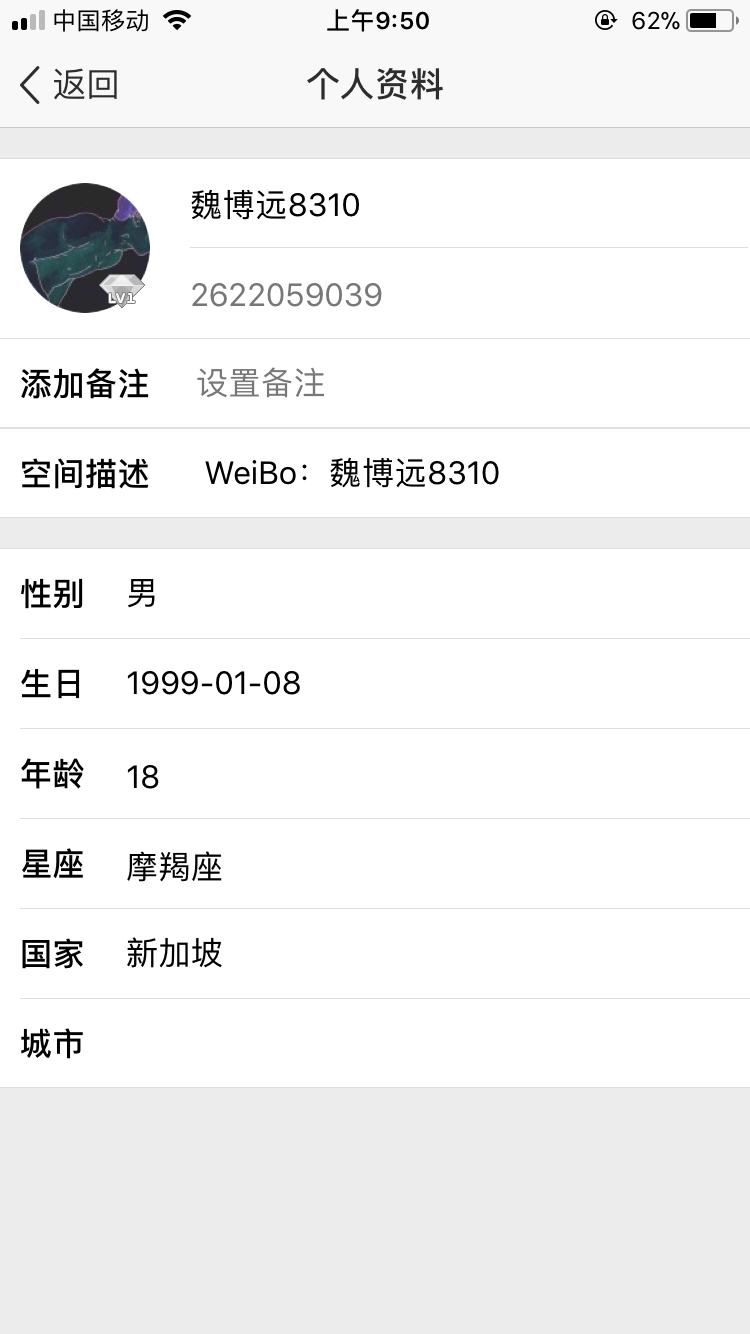 中国移动 上午9:50 62%
返回 个人资料
魏博远8310
LV1
2622059039
添加备注 设置备注
空间描述 WeiBo：魏博远8310
性别 男
生日 1999-01-08
年龄 18
星座 摩羯座
国家 新加坡
城市